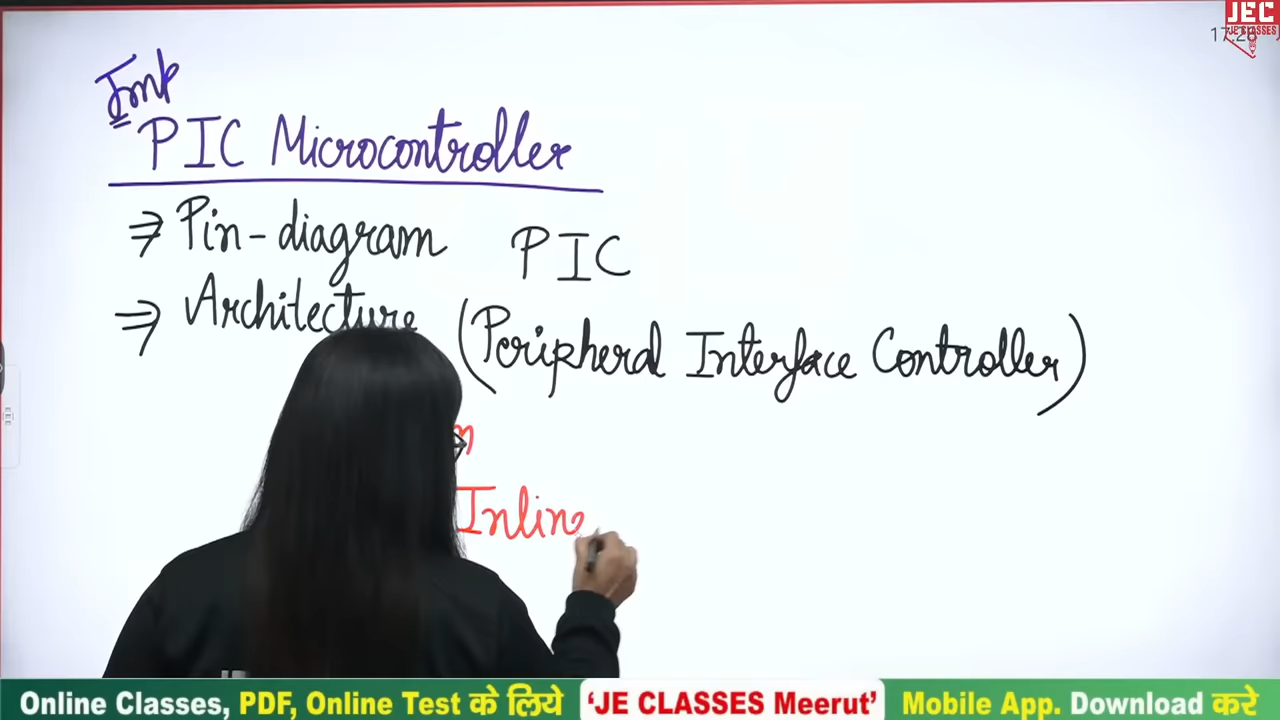 JEC
JE CLASSES
Imp
PIC Microcontroller
⇒ Pin-diagram
PIC
⇒ Architecture
(Peripheral Interface Controller)
Inline
Online Classes, PDF, Online Test के लिये 'JE CLASSES Meerut' Mobile App. Download करे